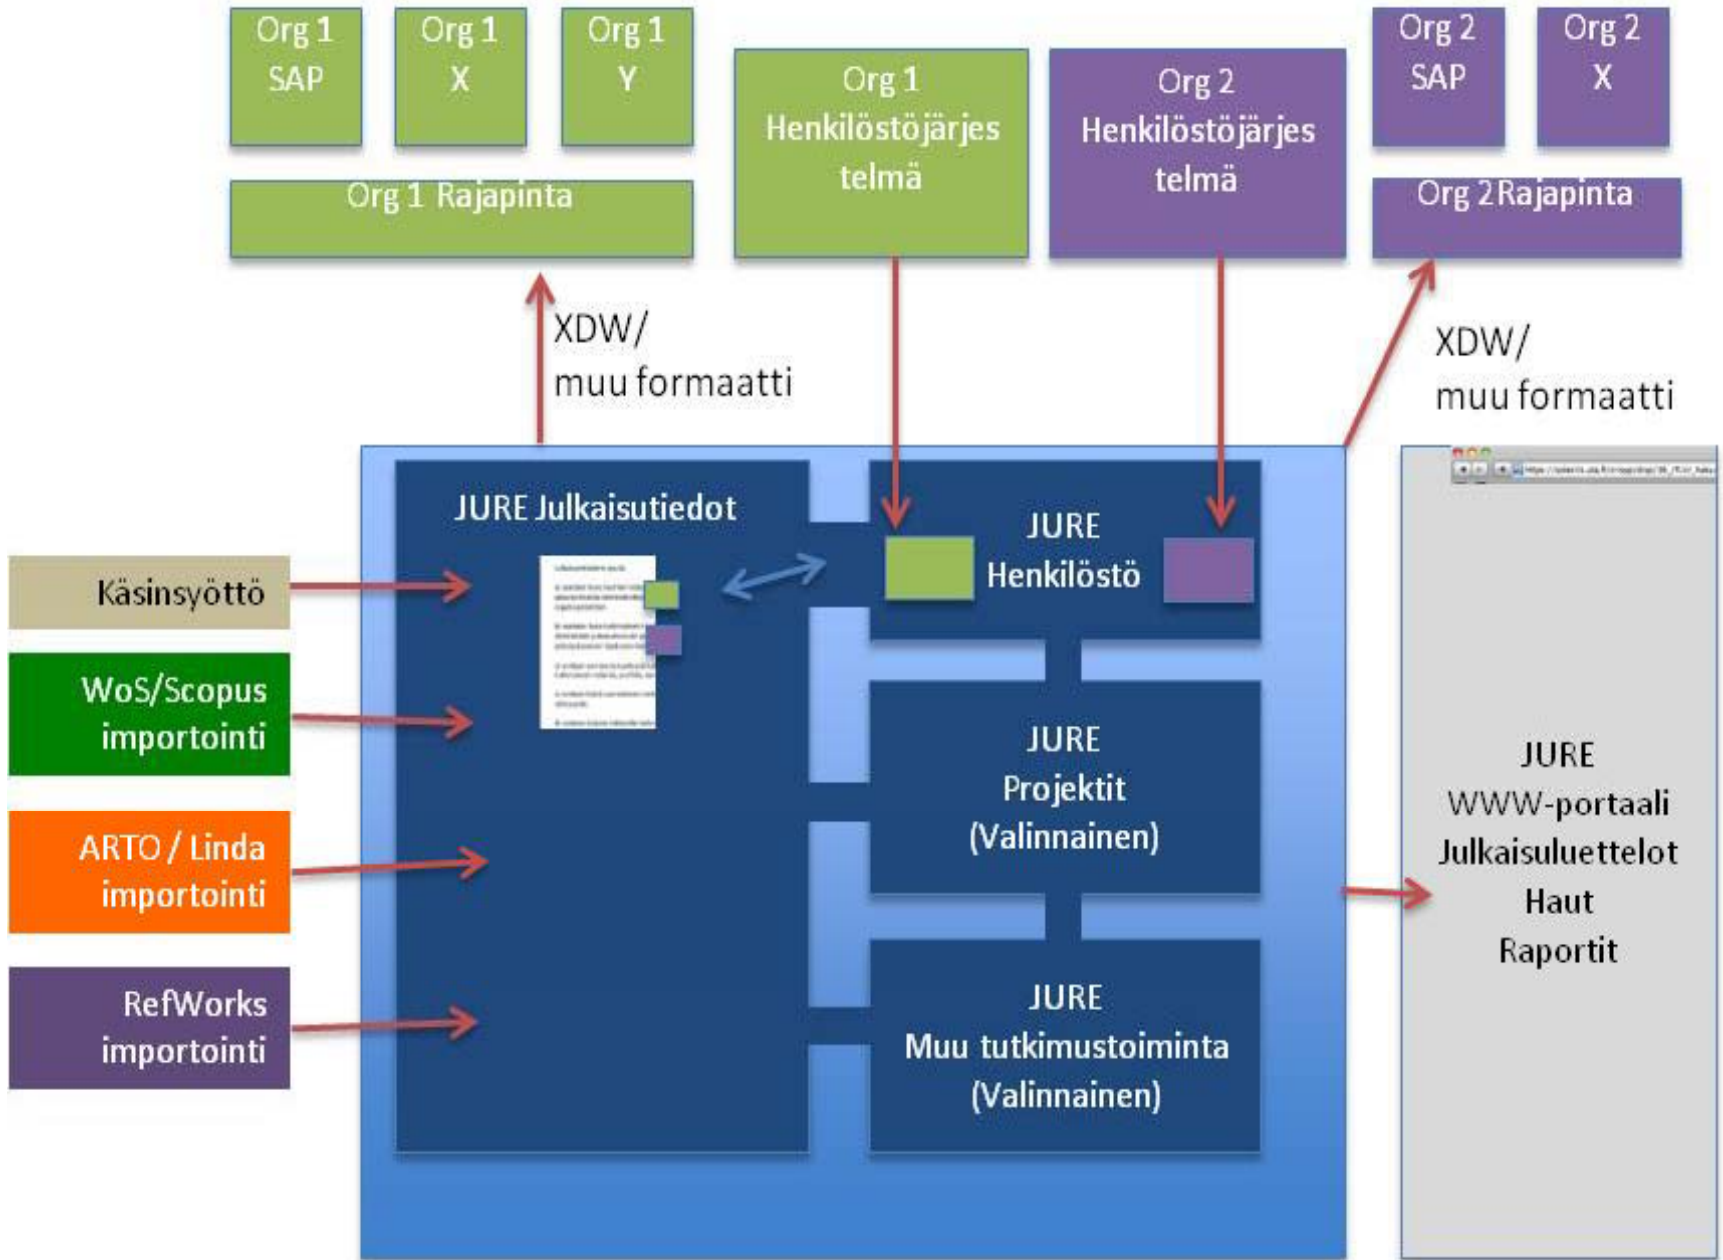 Org 1
SAP
Org 1
X
Org 1
Y
Org 1
Henkilöstöjärjes
telmä
Org 2
Henkilöstöjärjes
telmä
Org 2
SAP
Org 2
X
Org 1 Rajapinta
Org 2 Rajapinta
XDW/
muu formaatti
XDW/
muu formaatti
JURE Julkaisutiedot
JURE
Henkilöstö
Käsinsyöttö
WoS/Scopus
importointi
ARTO / Linda
importointi
RefWorks
importointi
JURE
Projektit
(Valinnainen)
JURE
Muu tutkimustoiminta
(Valinnainen)
JURE
WWW-portaali
Julkaisuluettelot
Haut
Raportit